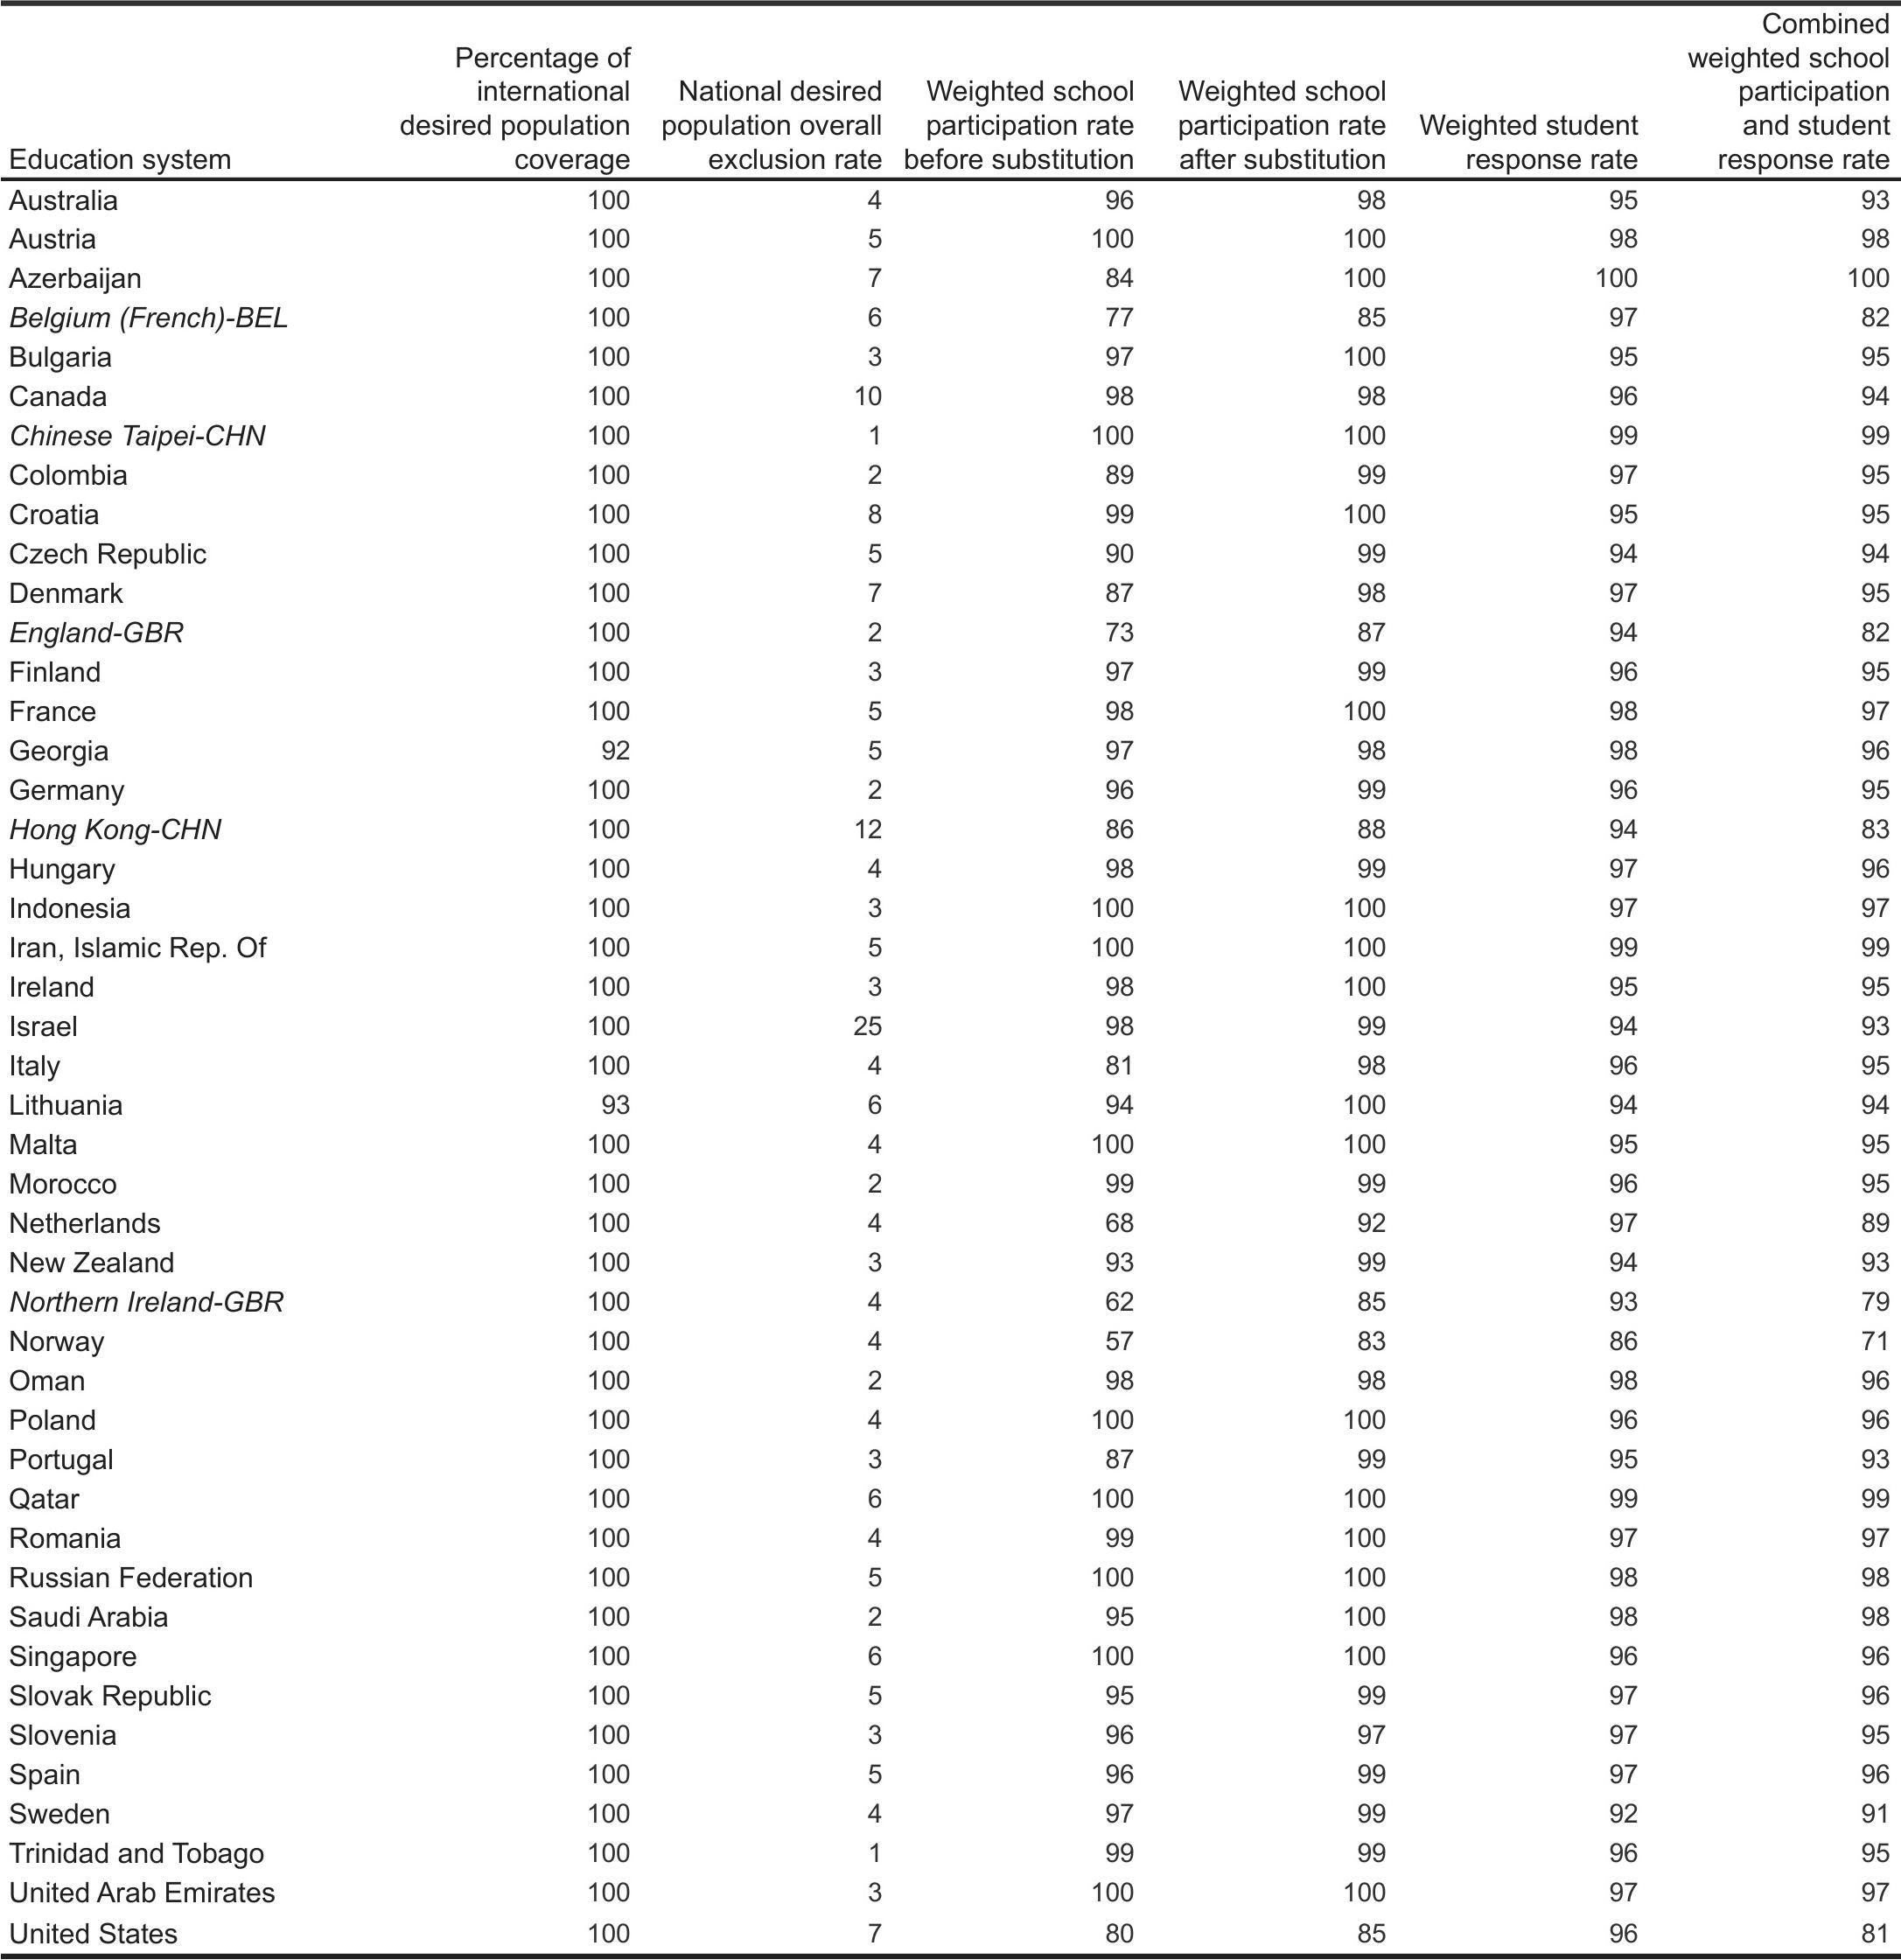 Combined
Percentage of weighted school
international National desired Weighted school Weighted school participation
desired population population overall participation rate participation rate Weighted student and student
Education system coverage exclusion rate before substitution after substitution response rate response rate
Australia 100 4 96 98 95 93
Austria 100 5 100 100 98 98
Azerbaijan 100 7 84 100 100 100
Belgium (French)-BEL 100 6 77 85 97 82
Bulgaria 100 3 97 100 95 95
Canada 100 10 98 98 96 94
Chinese Taipei-CHN 100 1 100 100 99 99
Colombia 100 2 89 99 97 95
Croatia 100 8 99 100 95 95
Czech Republic 100 5 90 99 94 94
Denmark 100 7 87 98 97 95
England-GBR 100 2 73 87 94 82
Finland 100 3 97 99 96 95
France 100 5 98 100 98 97
Georgia 92 5 97 98 98 96
Germany 100 2 96 99 96 95
Hong Kong-CHN 100 12 86 88 94 83
Hungary 100 4 98 99 97 96
Indonesia 100 3 100 100 97 97
Iran, Islamic Rep. Of 100 5 100 100 99 99
Ireland 100 3 98 100 95 95
Israel 100 25 98 99 94 93
Italy 100 4 81 98 96 95
Lithuania 93 6 94 100 94 94
Malta 100 4 100 100 95 95
Morocco 100 2 99 99 96 95
Netherlands 100 4 68 92 97 89
New Zealand 100 3 93 99 94 93
Northern Ireland-GBR 100 4 62 85 93 79
Norway 100 4 57 83 86 71
Oman 100 2 98 98 98 96
Poland 100 4 100 100 96 96
Portugal 100 3 87 99 95 93
Qatar 100 6 100 100 99 99
Romania 100 4 99 100 97 97
Russian Federation 100 5 100 100 98 98
Saudi Arabia 100 2 95 100 98 98
Singapore 100 6 100 100 96 96
Slovak Republic 100 5 95 99 97 96
Slovenia 100 3 96 97 97 95
Spain 100 5 96 99 97 96
Sweden 100 4 97 99 92 91
Trinidad and Tobago 100 1 99 99 96 95
United Arab Emirates 100 3 100 100 97 97
United States 100 7 80 85 96 81